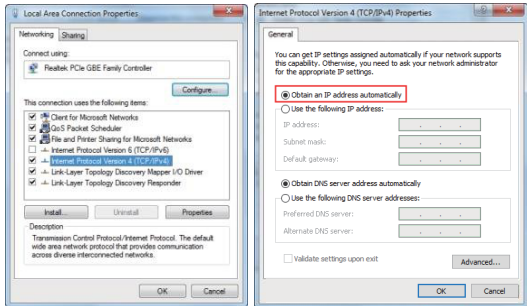 Local Area Connection Properties
Networking
Sharing
Connect using:
Realtek PCIe GBE Family Controller
Configure...
This connection uses the following items:
Client for Microsoft Networks
QoS Packet Scheduler
File and Printer Sharing for Microsoft Networks
Internet Protocol Version 6 (TCP/IPv6)
Internet Protocol Version 4 (TCP/IPv4)
Link-Layer Topology Discovery Mapper I/O Driver
Link-Layer Topology Discovery Responder
Install...
Uninstall
Properties
Description
Transmission Control Protocol/Internet Protocol. The default
wide area network protocol that provides communication
across diverse interconnected networks.
OK
Cancel
Internet Protocol Version 4 (TCP/IPv4) Properties
General
You can get IP settings assigned automatically if your network supports
this capability. Otherwise, you need to ask your network administrator
for the appropriate IP settings.
Obtain an IP address automatically
Use the following IP address:
IP address:
Subnet mask:
Default gateway:
Obtain DNS server address automatically
Use the following DNS server addresses:
Preferred DNS server:
Alternate DNS server:
Validate settings upon exit
Advanced...
OK
Cancel